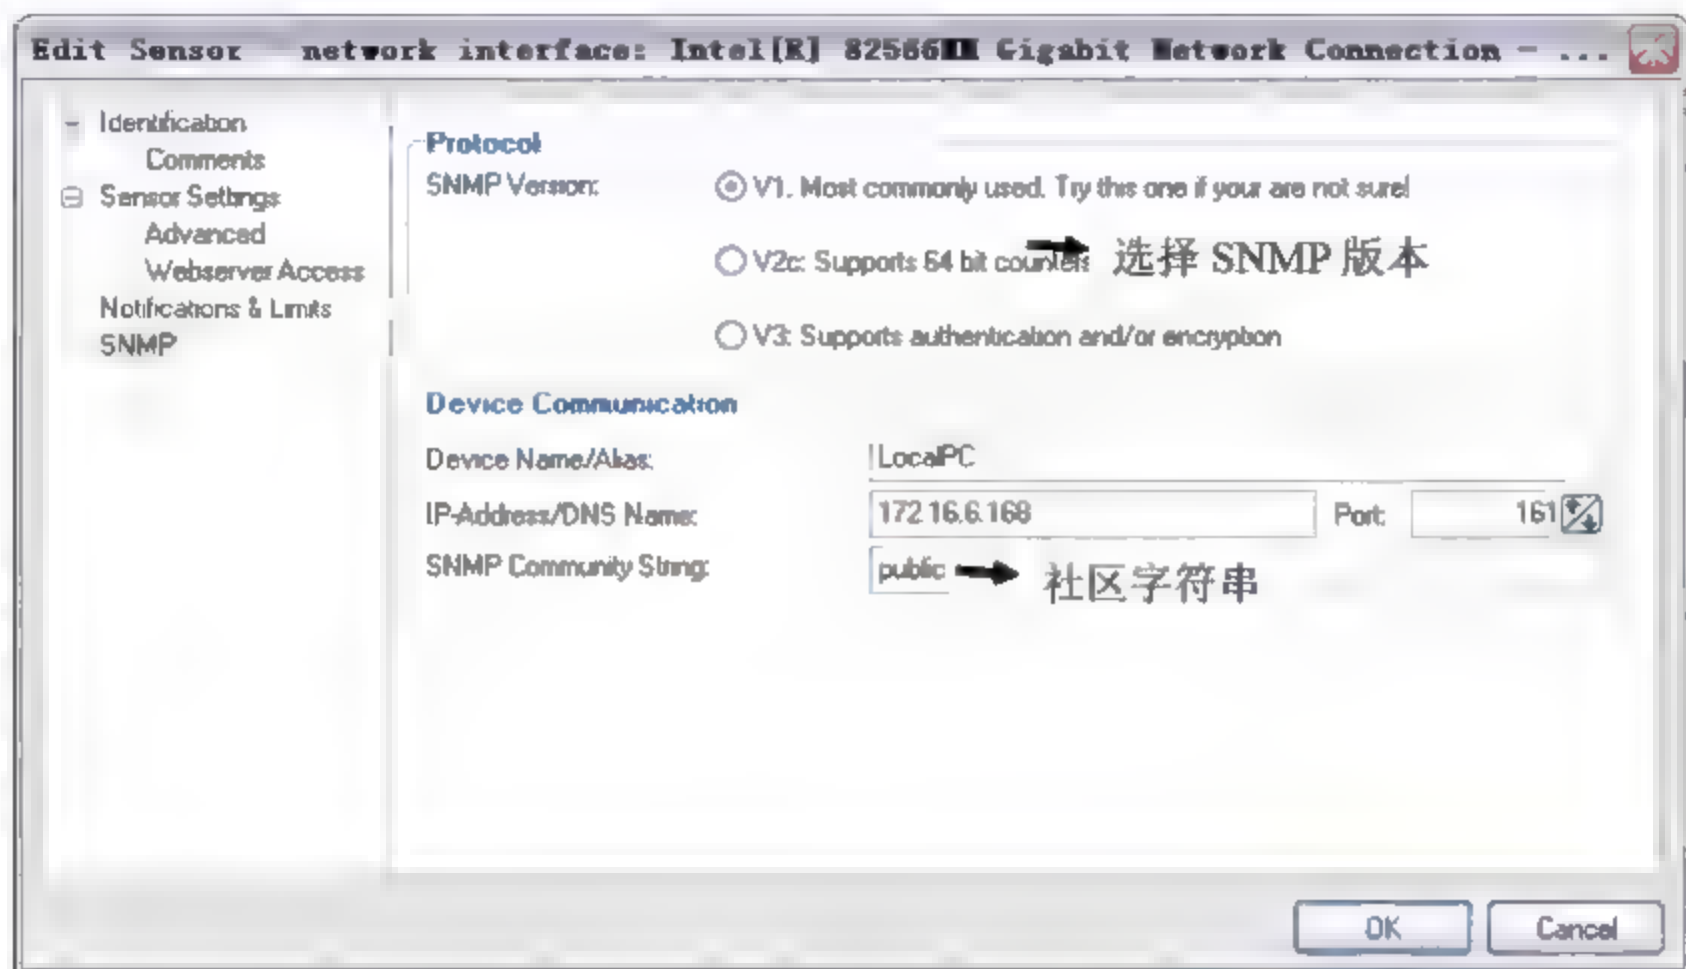 Edit Sensor network interface: Intel[R] 82566 Gigabit Network Connection - ...
Identification
Comments
Sensor Settings
Advanced
Webserver Access
Notifications & Limits
SNMP
Protocol
SNMP Version:
V1. Most commonly used. Try this one if your are not sure!
V2c: Supports 64 bit counters
选择 SNMP 版本
V3: Supports authentication and/or encryption
Device Communication
Device Name/Alias:
LocalPC
IP-Address/DNS Name:
172.16.6.168
Port:
161
SNMP Community String:
public
社区字符串
OK
Cancel